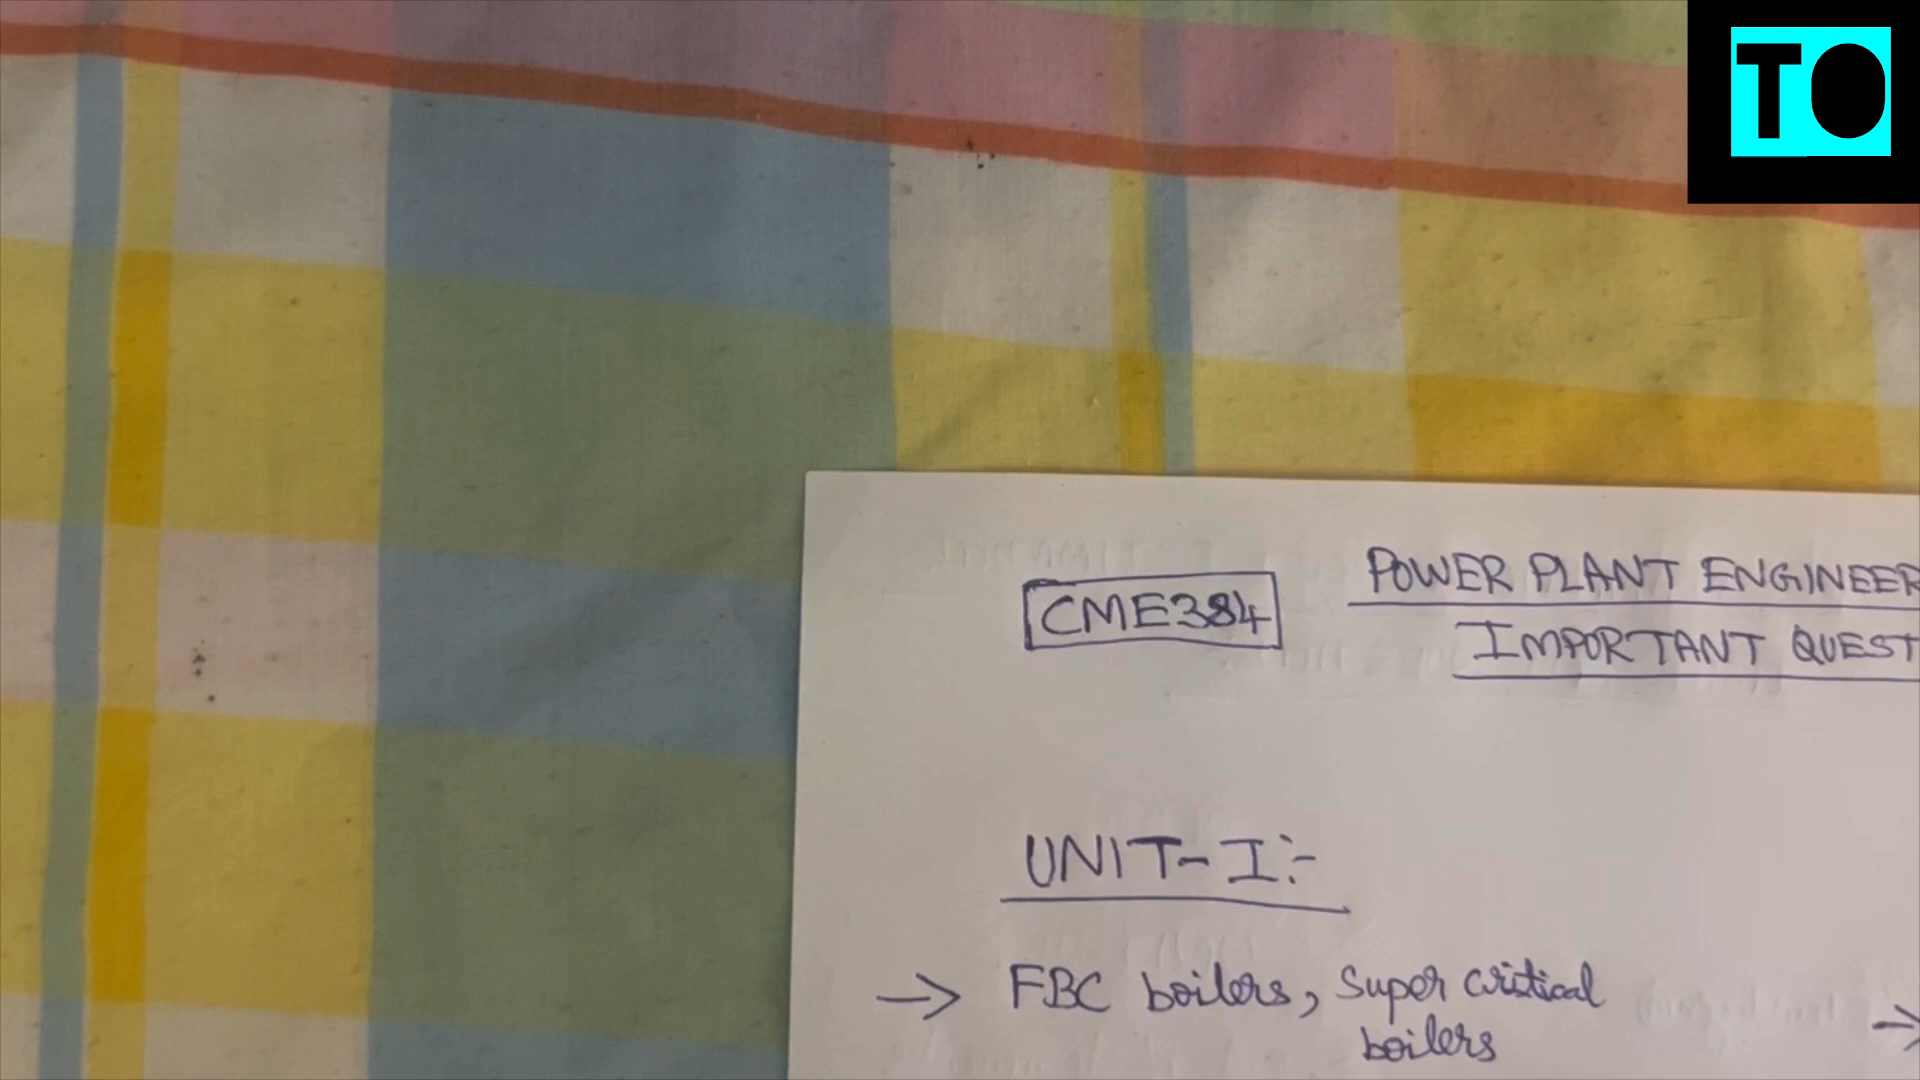 TO
CME384
POWER PLANT ENGINEER
IMPORTANT QUEST
UNIT-I:-
→ FBC boilers, Super critical
boilers